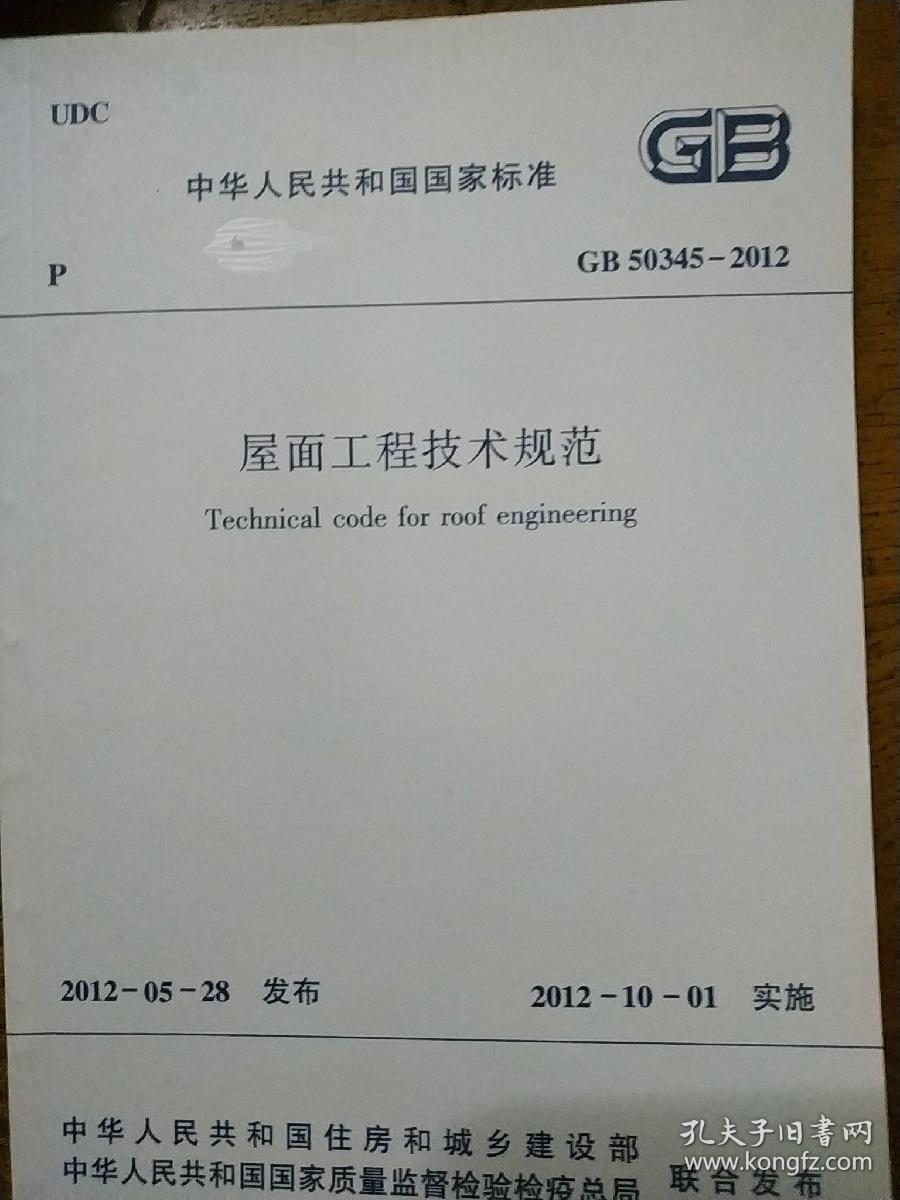 UDC
GB
中华人民共和国国家标准
P
GB 50345-2012
屋面工程技术规范
Technical code for roof engineering
2012-05-28 发布
2012-10-01 实施
中华人民共和国住房和城乡建设部
中华人民共和国国家质量监督检验检疫总局
联合发布
孔夫子旧书网
www.kongfz.com